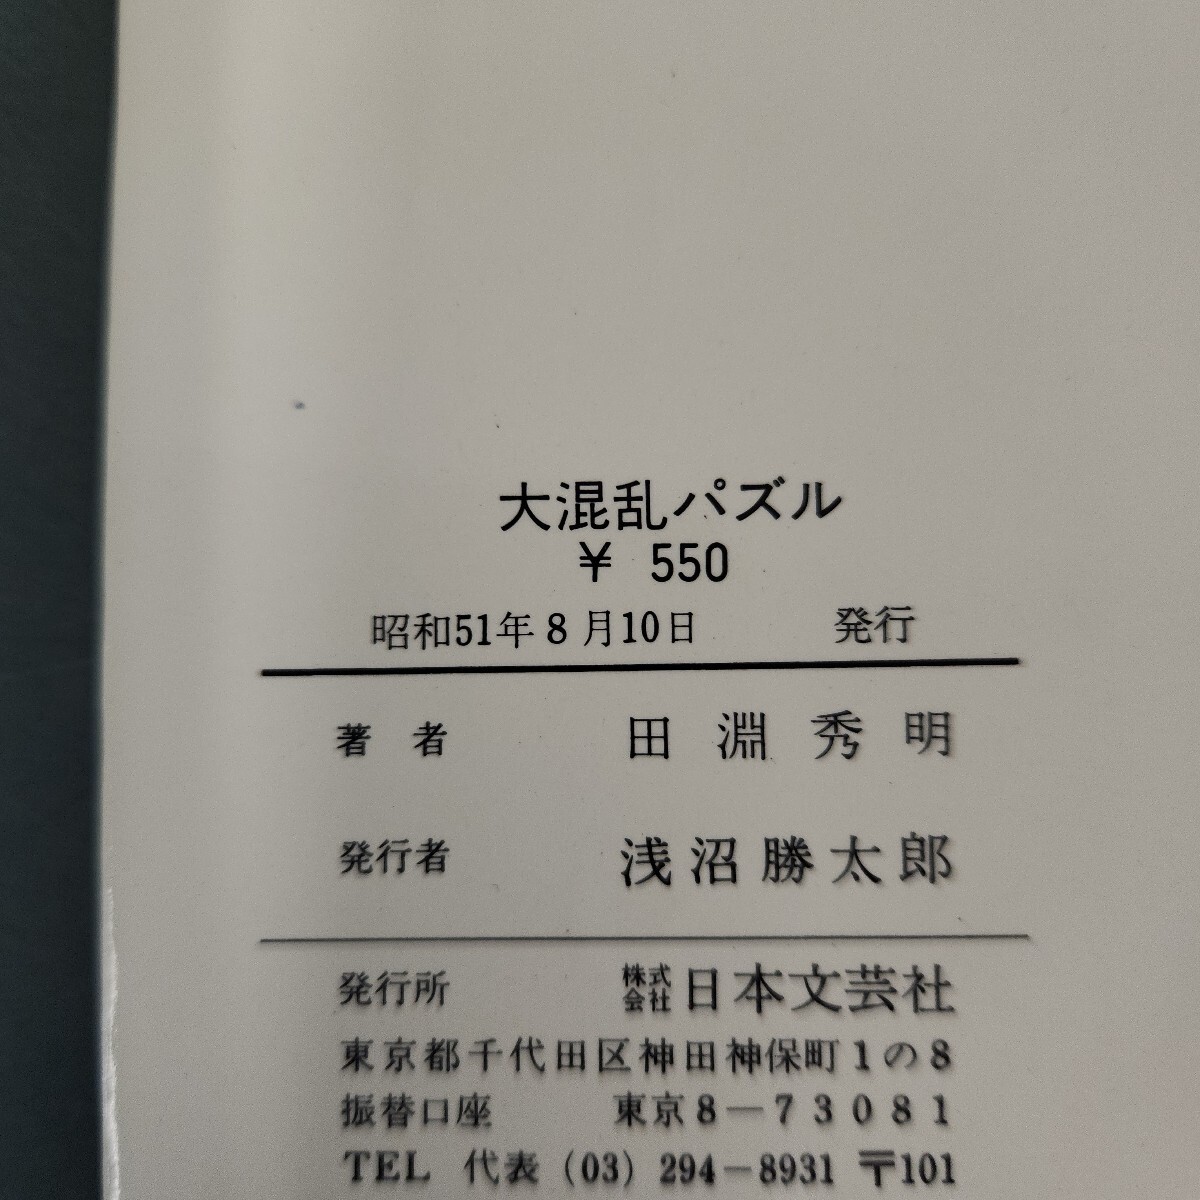 大混乱パズル
¥ 550
昭和51年8月10日 発行
著者 田淵秀明
発行者 浅沼勝太郎
発行所 株式会社日本文芸社
東京都千代田区神田神保町1の8
振替口座 東京8—73081
TEL 代表 (03) 294—8931 〒101